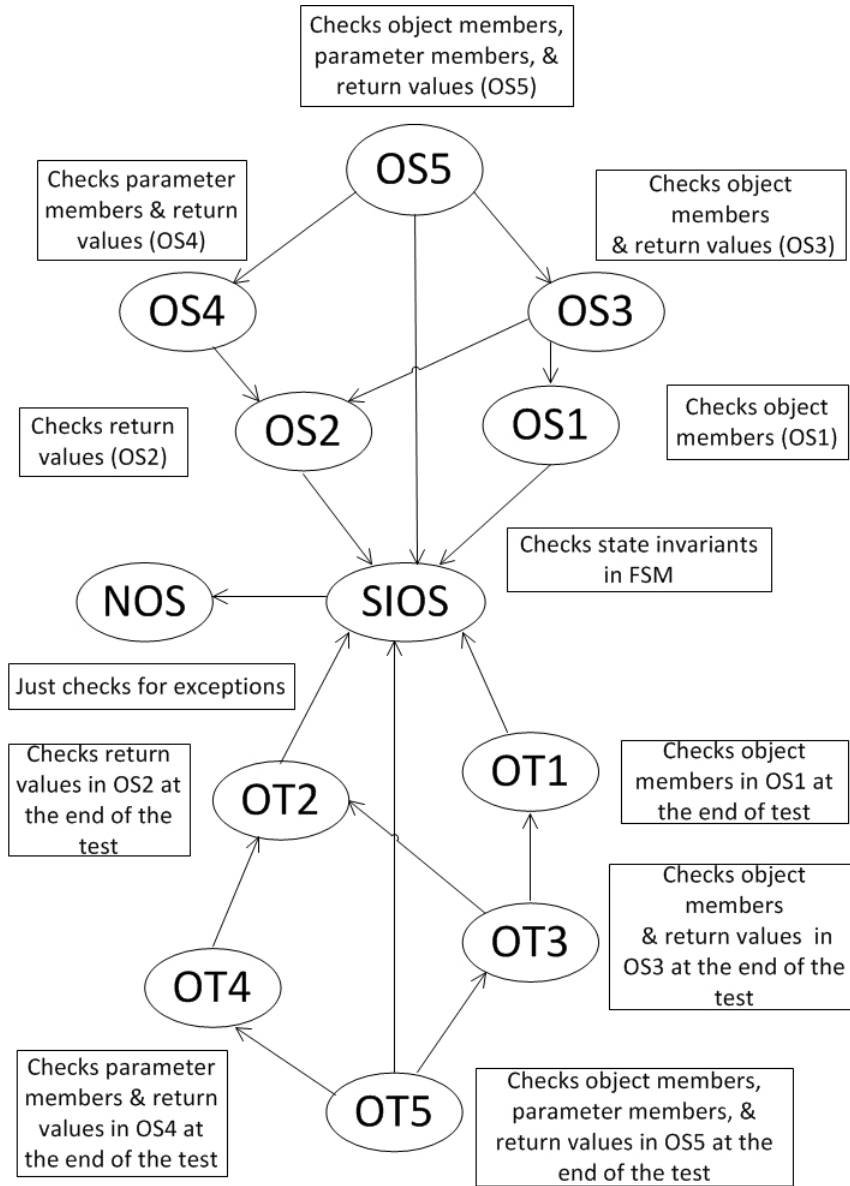 Checks object members,
parameter members, &
return values (OS5)
OS5
Checks parameter
members & return
values (OS4)
Checks object
members
& return values (OS3)
OS4
OS3
Checks return
values (OS2)
OS2
OS1
Checks object
members (OS1)
Checks state invariants
in FSM
NOS
SIOS
Just checks for exceptions
Checks return
values in OS2 at
the end of the
test
OT2
OT1
Checks object
members in OS1 at
the end of test
Checks object
members
& return values in
OS3 at the end of the
test
OT3
OT4
Checks parameter
members & return
values in OS4 at
the end of the test
OT5
Checks object members,
parameter members, &
return values in OS5 at the
end of the test